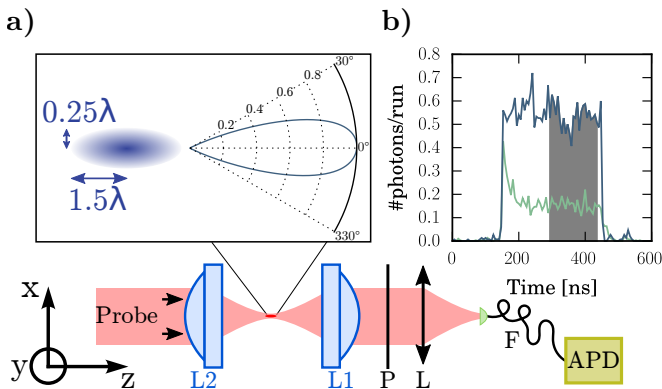 a)
b)
0.25λ
1.5λ
30°
0.8
0.6
0.4
0.2
0°
330°
0.8
0.7
0.6
0.5
0.4
0.3
0.2
0.1
0.0
#photons/run
0 200 400 600
Time [ns]
x
y
z
Probe
L2
L1
P
L
F
APD